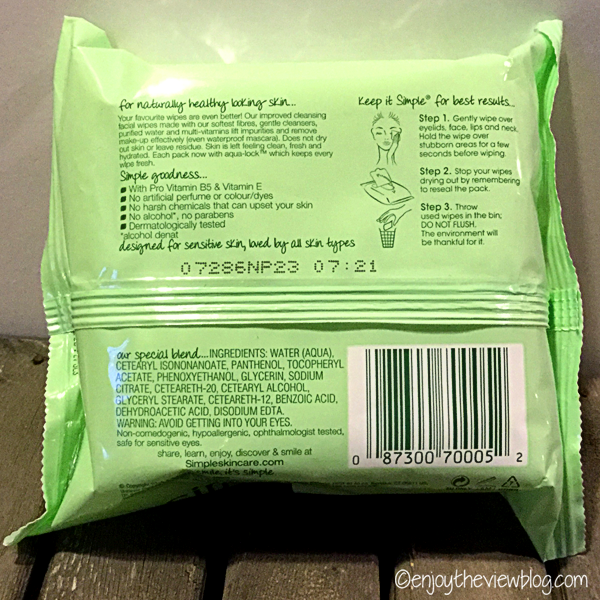 for naturally healthy looking skin...
Your favourite wipes are even better! Our improved cleansing
facial wipes made with our softest fibres, gentle cleansers,
purified water and multi-vitamins lift impurities and remove
make-up effectively (even waterproof mascara). Does not dry
out skin or leave residue. Skin is left feeling clean, fresh and
hydrated. Each pack now with aqua-lock™ which keeps every
wipe fresh.
Simple goodness...
■ With Pro Vitamin B5 & Vitamin E
■ No artificial perfume or colour/dyes
■ No harsh chemicals that can upset your skin
■ No alcohol*, no parabens
■ Dermatologically tested
*alcohol denat
designed for sensitive skin, loved by all skin types
Keep it Simple® for best results...
Step 1. Gently wipe over
eyelids, face, lips and neck.
Hold the wipe over
stubborn areas for a few
seconds before wiping.
Step 2. Stop your wipes
drying out by remembering
to reseal the pack.
Step 3. Throw
used wipes in the bin;
DO NOT FLUSH.
The environment will
be thankful for it.
07286NP23 07:21
our special blend...INGREDIENTS: WATER (AQUA),
CETEARYL ISONONANOATE, PANTHENOL, TOCOPHERYL
ACETATE, PHENOXYETHANOL, GLYCERIN, SODIUM
CITRATE, CETEARETH-20, CETEARYL ALCOHOL,
GLYCERYL STEARATE, CETEARETH-12, BENZOIC ACID,
DEHYDROACETIC ACID, DISODIUM EDTA.
WARNING: AVOID GETTING INTO YOUR EYES.
Non-comedogenic, hypoallergenic, ophthalmologist tested,
safe for sensitive eyes.
share, learn, enjoy, discover & smile at
Simpleskincare.com
smile, it's simple
0 87300 70005 2
©enjoytheviewblog.com